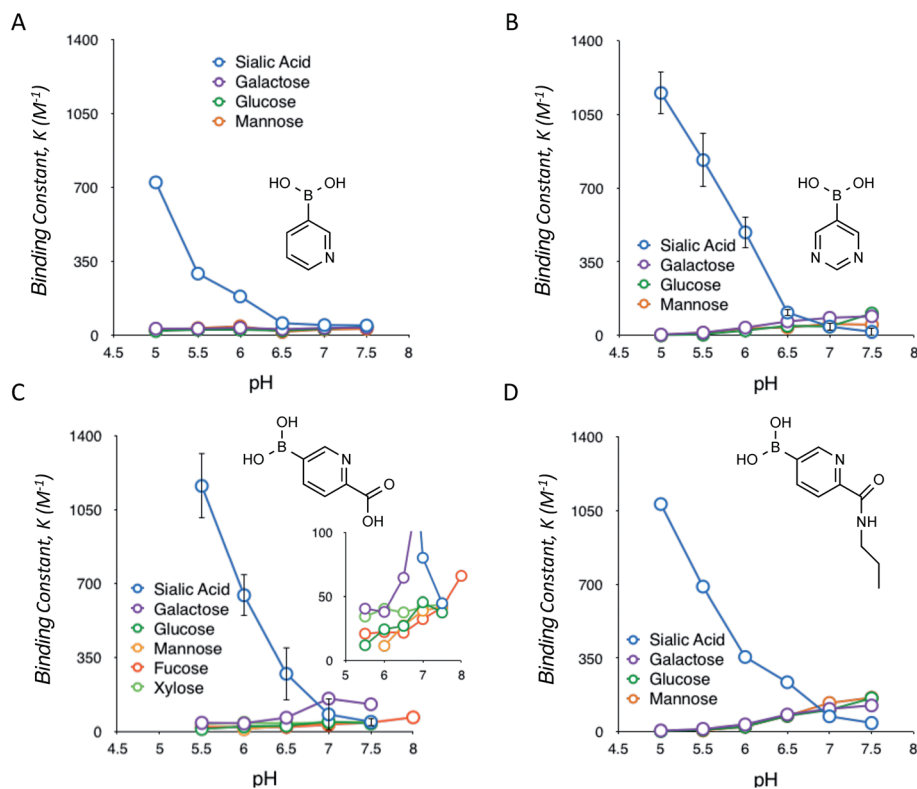 A
Binding Constant, K (M⁻¹)
1400
1050
700
350
0
4.5 5 5.5 6 6.5 7 7.5 8
pH
Sialic Acid
Galactose
Glucose
Mannose
HO OH
B
N
B
Binding Constant, K (M⁻¹)
1400
1050
700
350
0
4.5 5 5.5 6 6.5 7 7.5 8
pH
Sialic Acid
Galactose
Glucose
Mannose
HO OH
B
N N
C
Binding Constant, K (M⁻¹)
1400
1050
700
350
0
4.5 5 5.5 6 6.5 7 7.5 8
pH
Sialic Acid
Galactose
Glucose
Mannose
Fucose
Xylose
OH
B
HO
N
O
OH
100
50
0
5 6 7 8
D
Binding Constant, K (M⁻¹)
1400
1050
700
350
0
4.5 5 5.5 6 6.5 7 7.5 8
pH
Sialic Acid
Galactose
Glucose
Mannose
OH
B
HO
N
O
NH